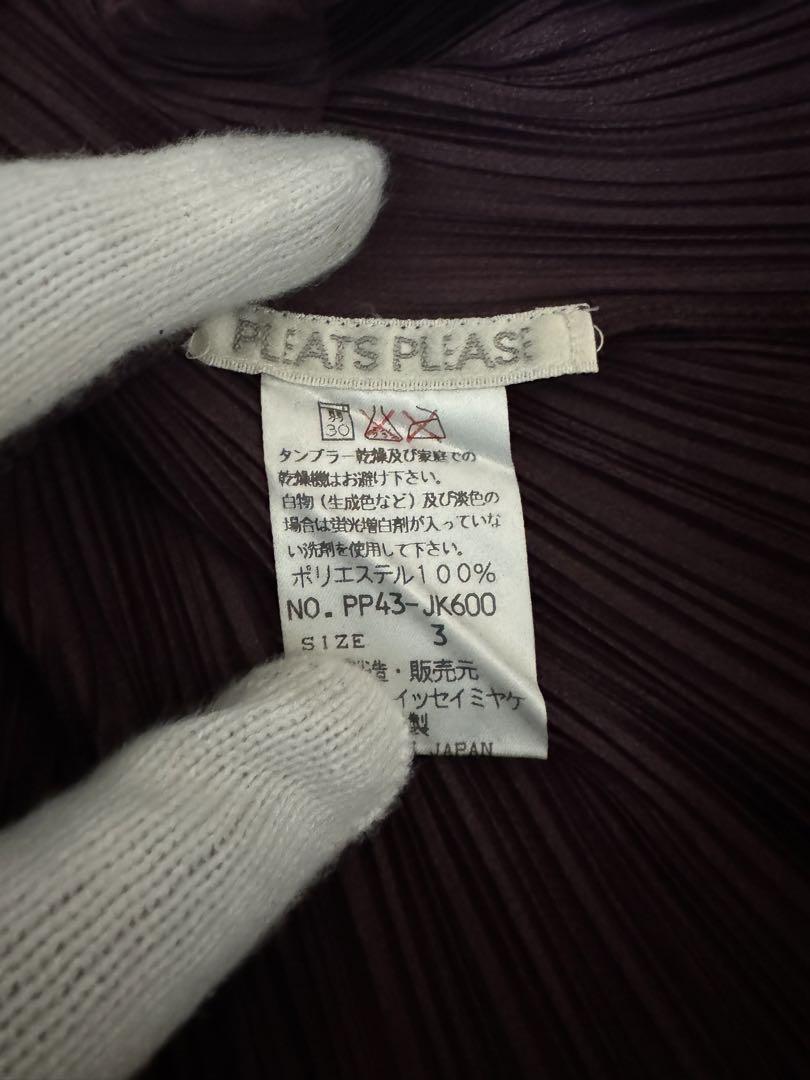 PLEATS PLEASE
弱
30
タンブラー乾燥及び家庭での
乾燥機はお避け下さい。
白物（生成色など）及び淡色の
場合は蛍光増白剤が入っていな
い洗剤を使用して下さい。
ポリエステル100%
NO. PP43-JK600
SIZE 3
造・販売元
イッセイミヤケ
製
JAPAN